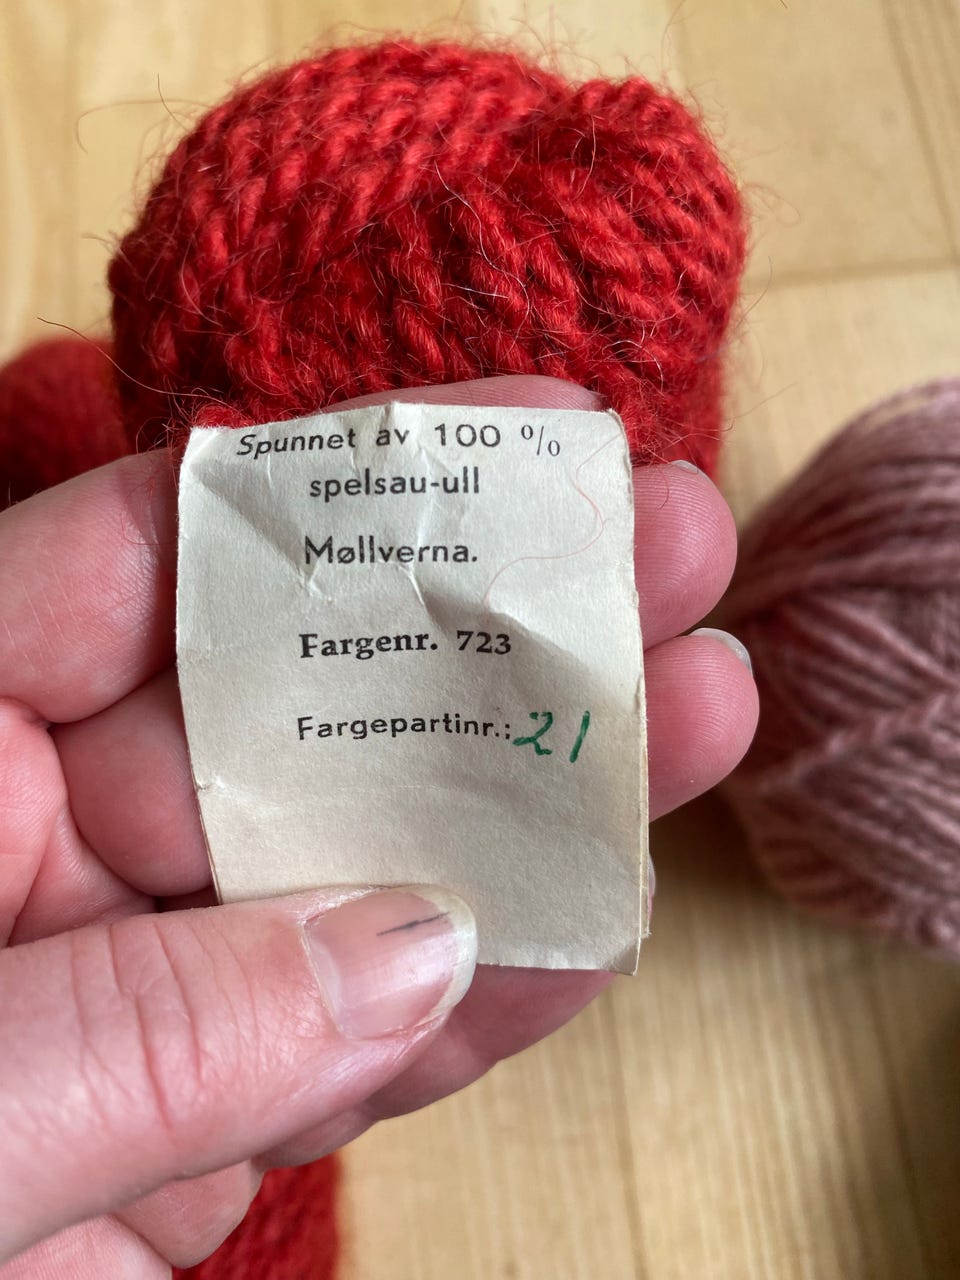 Spunnet av 100 %
spelsau-ull
Møllverna.
Fargenr. 723
Fargepartinr.: 21